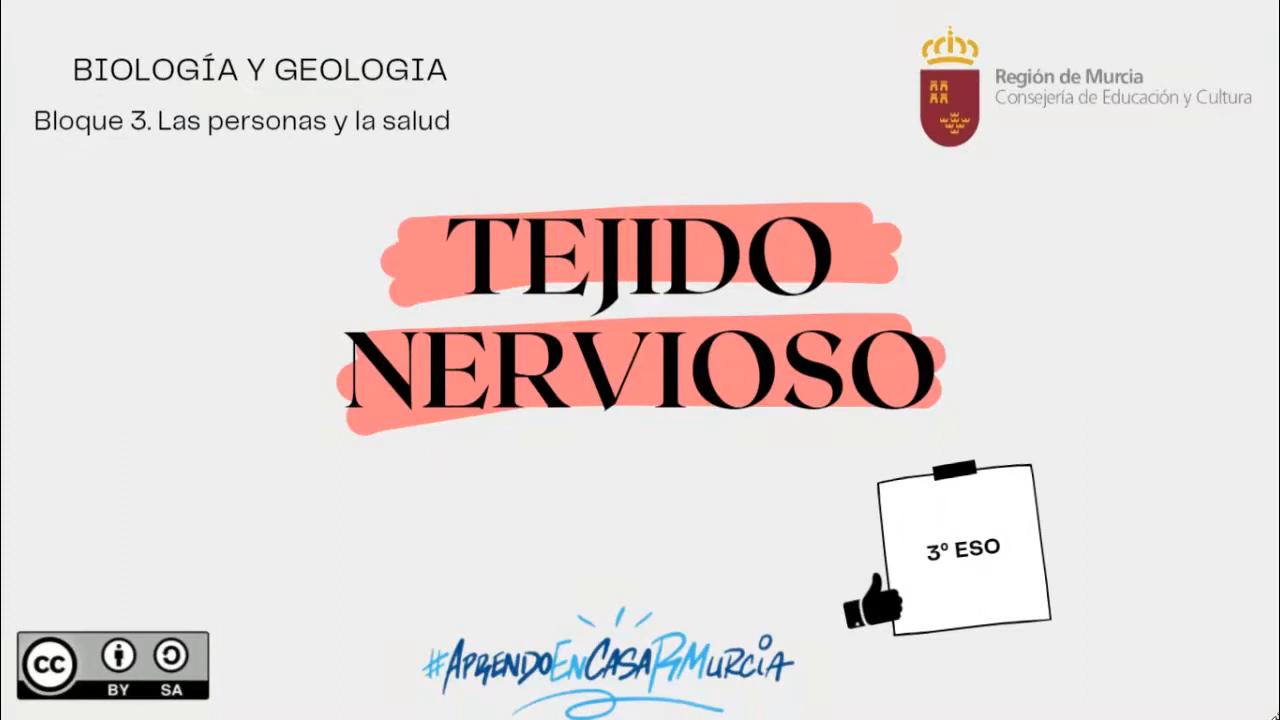 BIOLOGÍA Y GEOLOGIA
Bloque 3. Las personas y la salud
Región de Murcia
Consejería de Educación y Cultura
TEJIDO
NERVIOSO
3º ESO
#APRENDOENCASARMURCIA
CC
BY SA